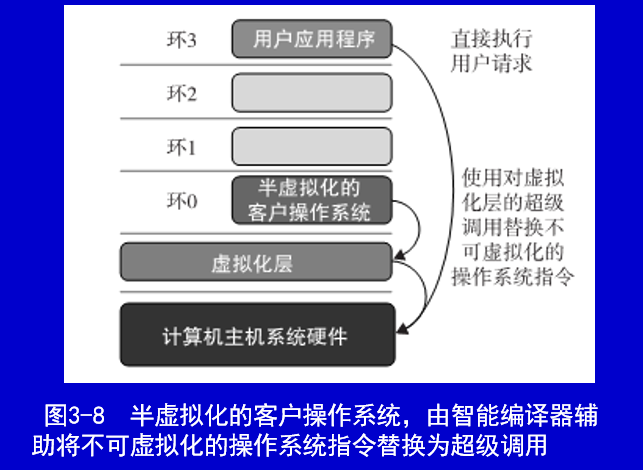 环3
用户应用程序
直接执行
用户请求
环2
环1
环0
半虚拟化的
客户操作系统
使用对虚拟
化层的超级
调用替换不
可虚拟化的
操作系统指令
虚拟化层
计算机主机系统硬件
图3-8 半虚拟化的客户操作系统，由智能编译器辅
助将不可虚拟化的操作系统指令替换为超级调用